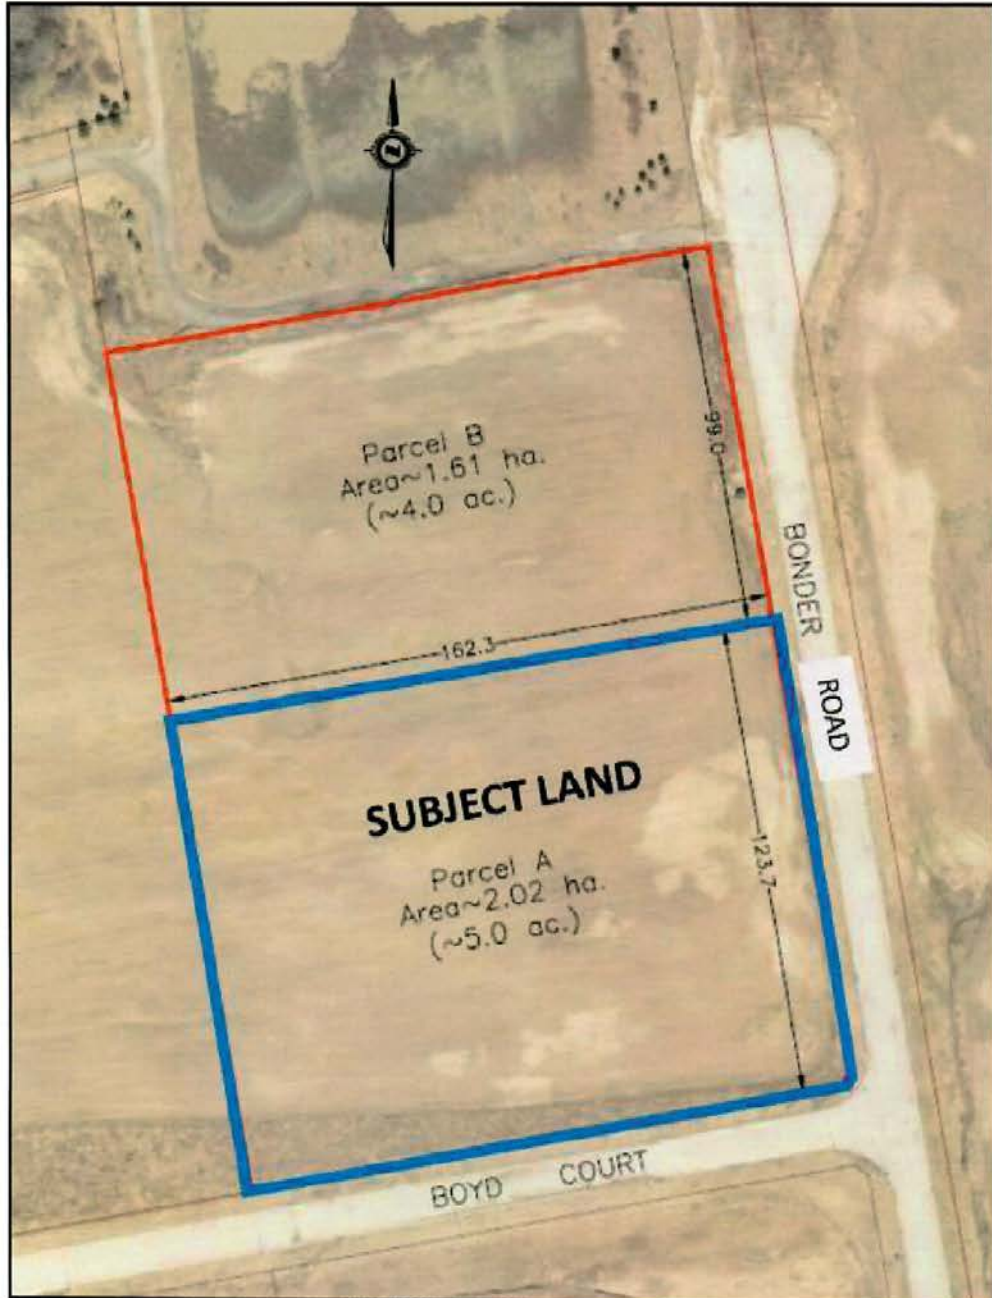 Parcel B
Area~1.61 ha.
(~4.0 ac.)
99.0
BONDER
162.3
ROAD
SUBJECT LAND
Parcel A
Area~2.02 ha.
(~5.0 ac.)
123.7
BOYD COURT